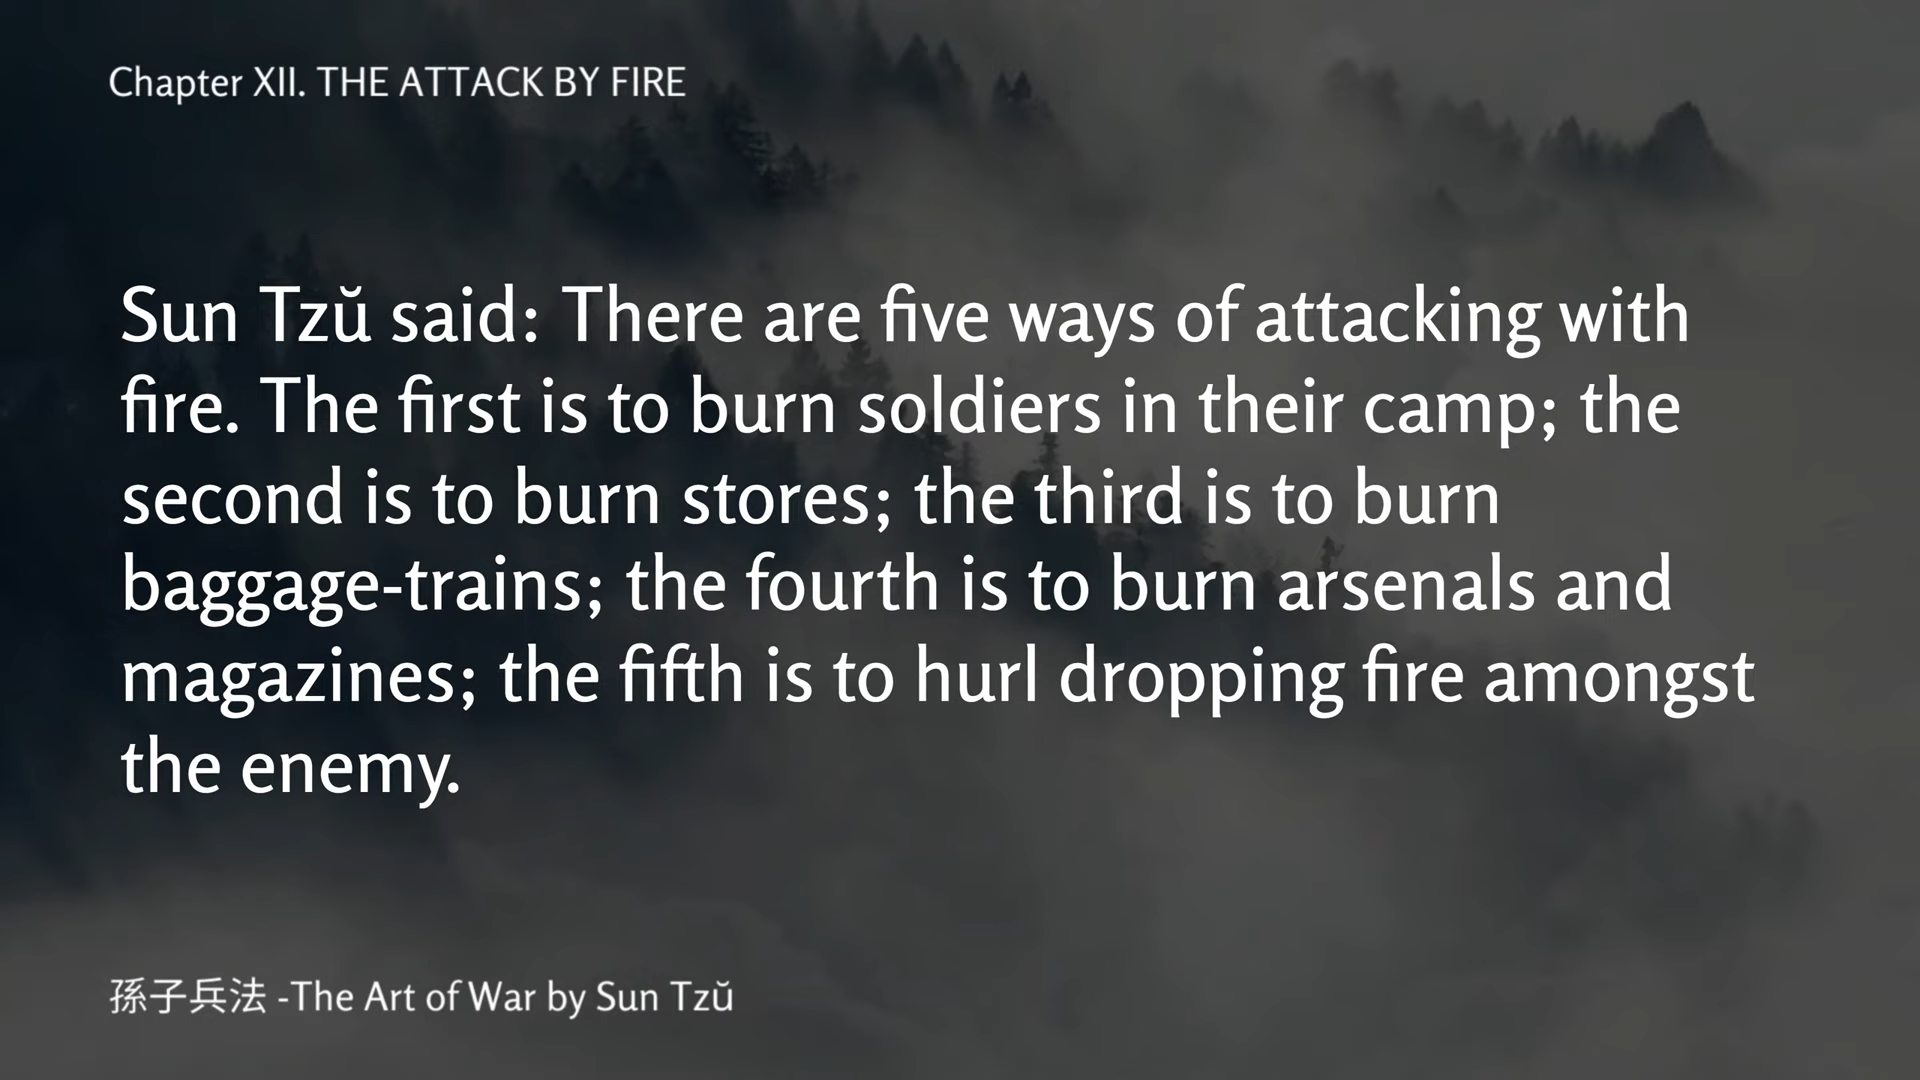 Chapter XII. THE ATTACK BY FIRE
Sun Tzŭ said: There are five ways of attacking with
fire. The first is to burn soldiers in their camp; the
second is to burn stores; the third is to burn
baggage-trains; the fourth is to burn arsenals and
magazines; the fifth is to hurl dropping fire amongst
the enemy.
孫子兵法 -The Art of War by Sun Tzŭ